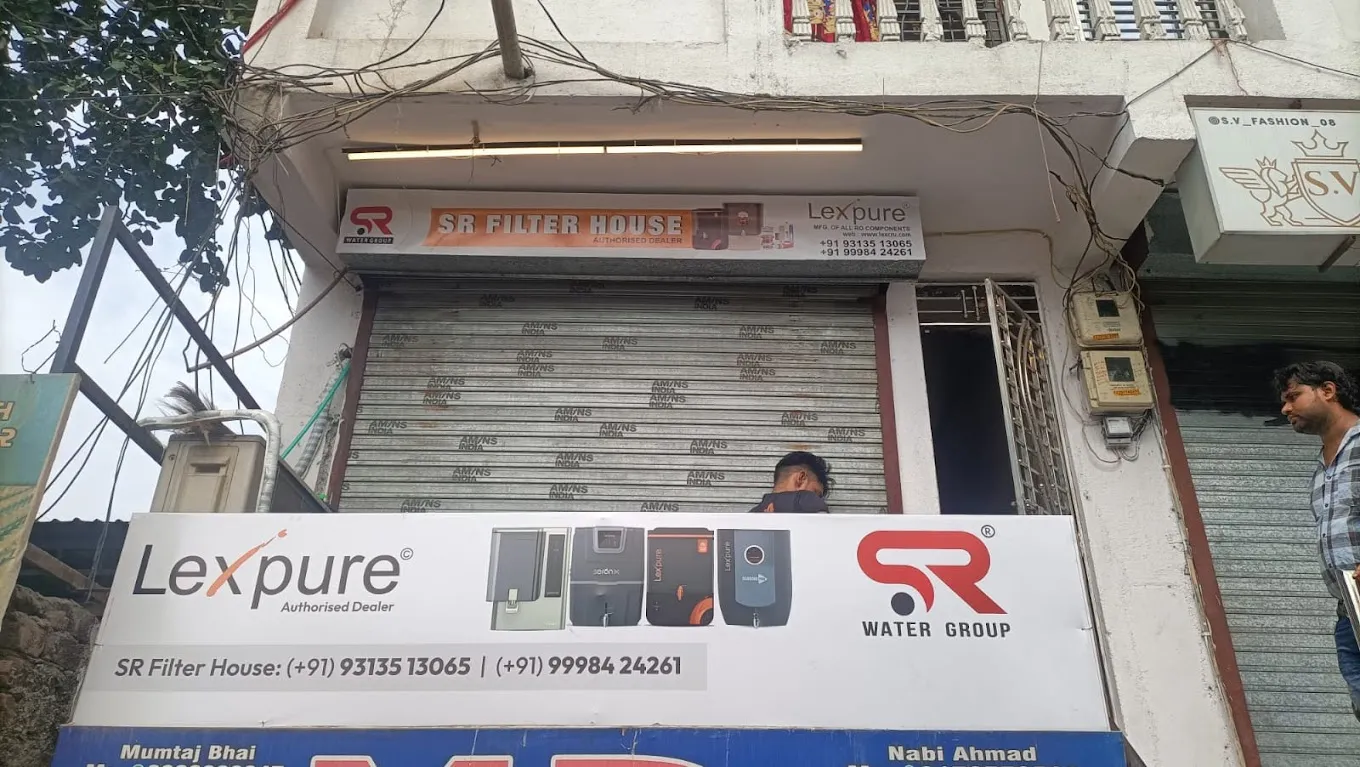 @S.V_FASHION_08
S.V
SR
WATER GROUP
SR FILTER HOUSE
AUTHORISED DEALER
Lexpure
MFG. OF ALL RO COMPONENTS
+91 93135 13065
+91 99984 24261
AM/NS
INDIA
Lexpure©
Authorised Dealer
Lexpure
Lexpure
SR®
WATER GROUP
SR Filter House: (+91) 93135 13065 | (+91) 99984 24261
Mumtaj Bhai
Nabi Ahmad